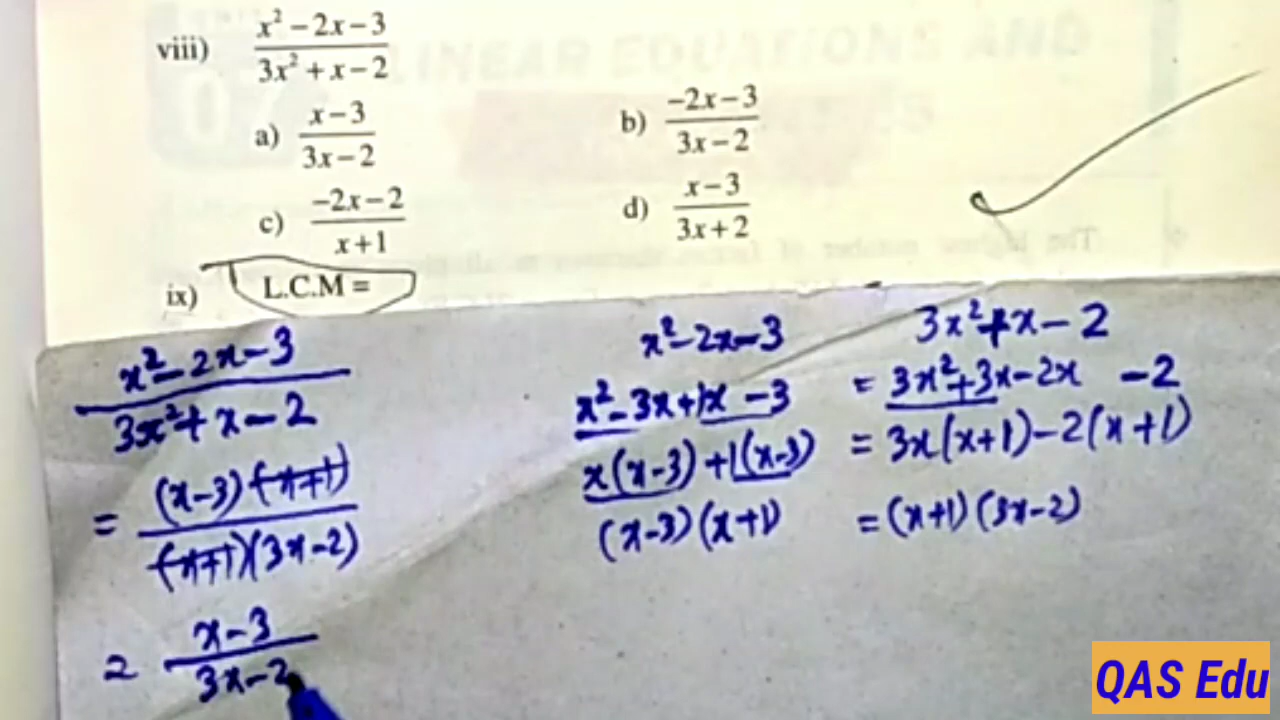 viii) x² − 2x − 3 / 3x² + x − 2
a) x − 3 / 3x − 2
b) −2x − 3 / 3x − 2
c) −2x − 2 / x + 1
d) x − 3 / 3x + 2
ix) L.C.M =
x² − 2x − 3 / 3x² + x − 2
= (x−3)(x+1) / (x+1)(3x−2)
= x−3 / 3x−2
x² − 2x − 3
x² − 3x + 1x − 3
x(x−3) + 1(x−3)
(x−3)(x+1)
3x² + x − 2
= 3x² + 3x − 2x − 2
= 3x(x+1) − 2(x+1)
= (x+1)(3x−2)
QAS Edu